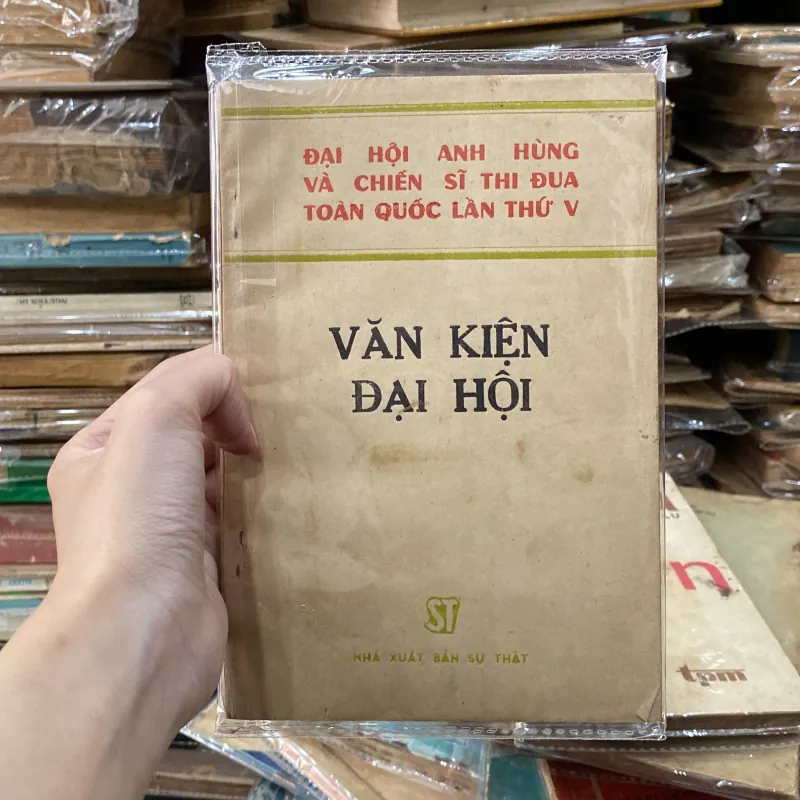 ĐẠI HỘI ANH HÙNG
VÀ CHIẾN SĨ THI ĐUA
TOÀN QUỐC LẦN THỨ V
VĂN KIỆN
ĐẠI HỘI
ST
NHÀ XUẤT BẢN SỰ THẬT